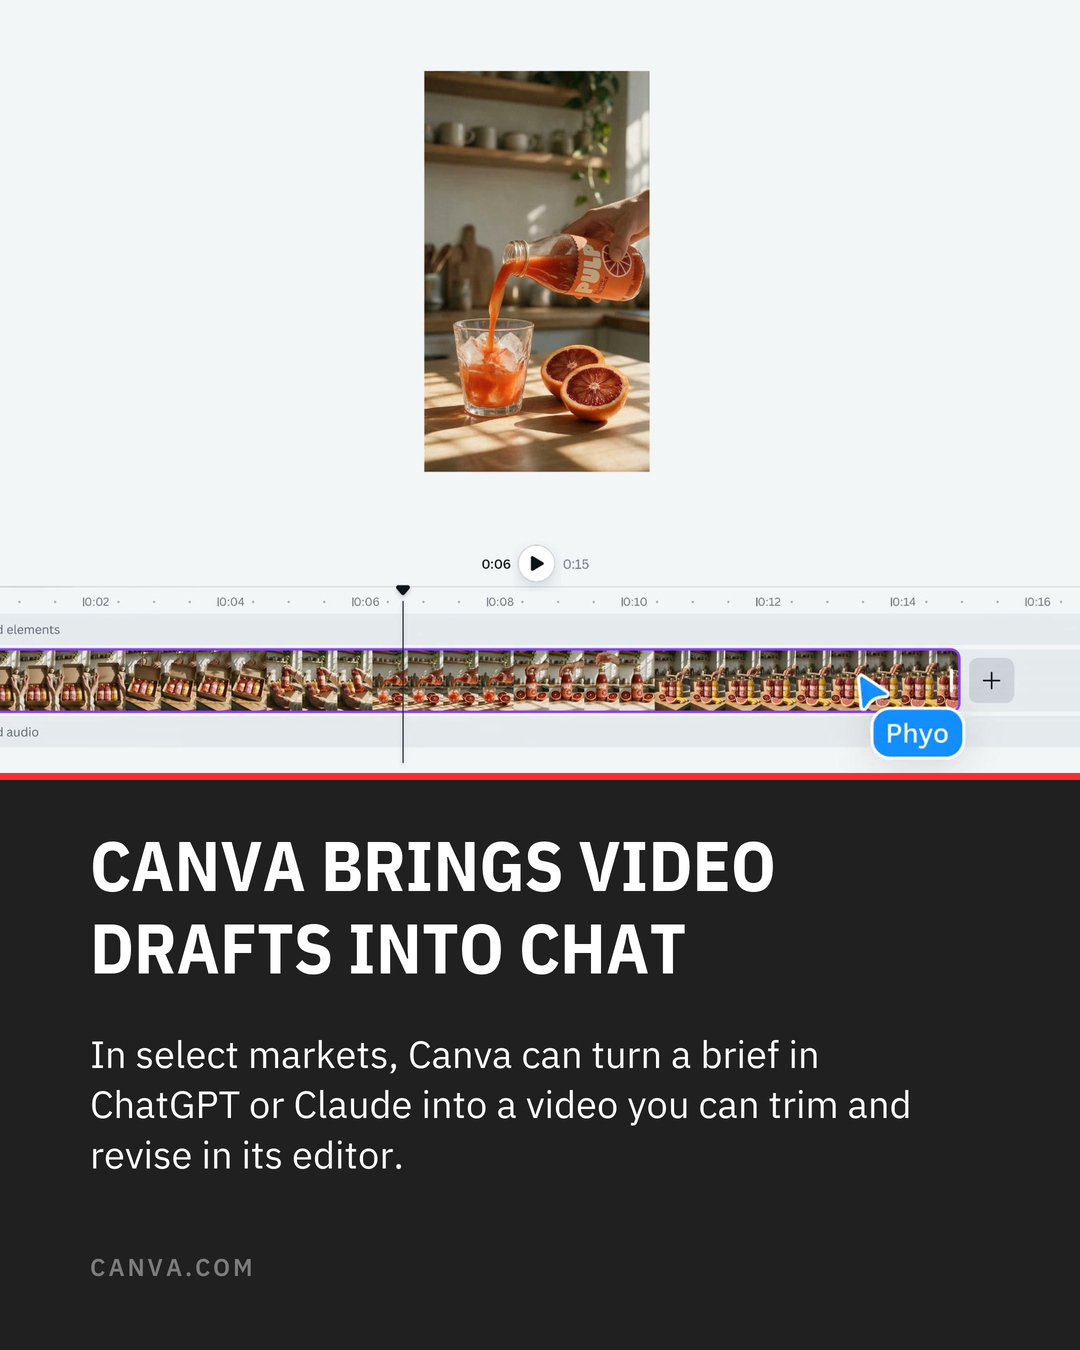 PULP
0:06 0:15
0:02 0:04 0:06 0:08 0:10 0:12 0:14 0:16
elements
audio
Phyo
CANVA BRINGS VIDEO
DRAFTS INTO CHAT
In select markets, Canva can turn a brief in
ChatGPT or Claude into a video you can trim and
revise in its editor.
CANVA.COM